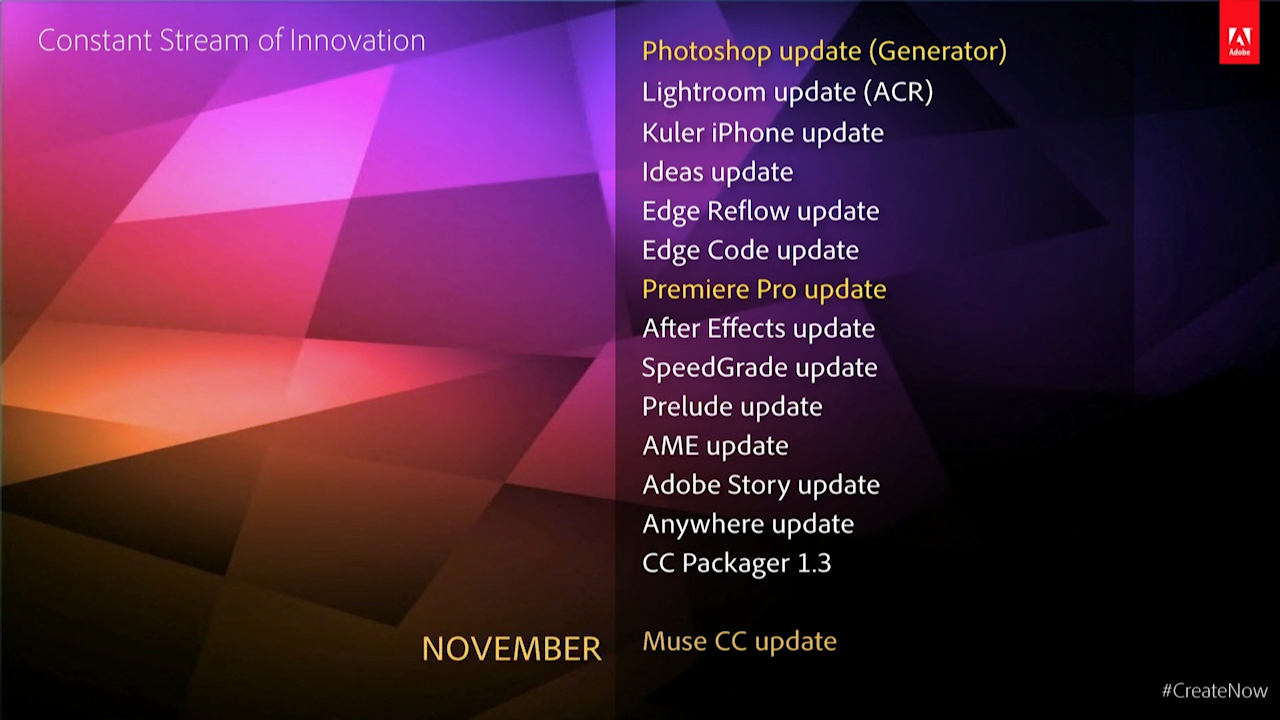 Constant Stream of Innovation
Adobe
Photoshop update (Generator)
Lightroom update (ACR)
Kuler iPhone update
Ideas update
Edge Reflow update
Edge Code update
Premiere Pro update
After Effects update
SpeedGrade update
Prelude update
AME update
Adobe Story update
Anywhere update
CC Packager 1.3
NOVEMBER
Muse CC update
#CreateNow